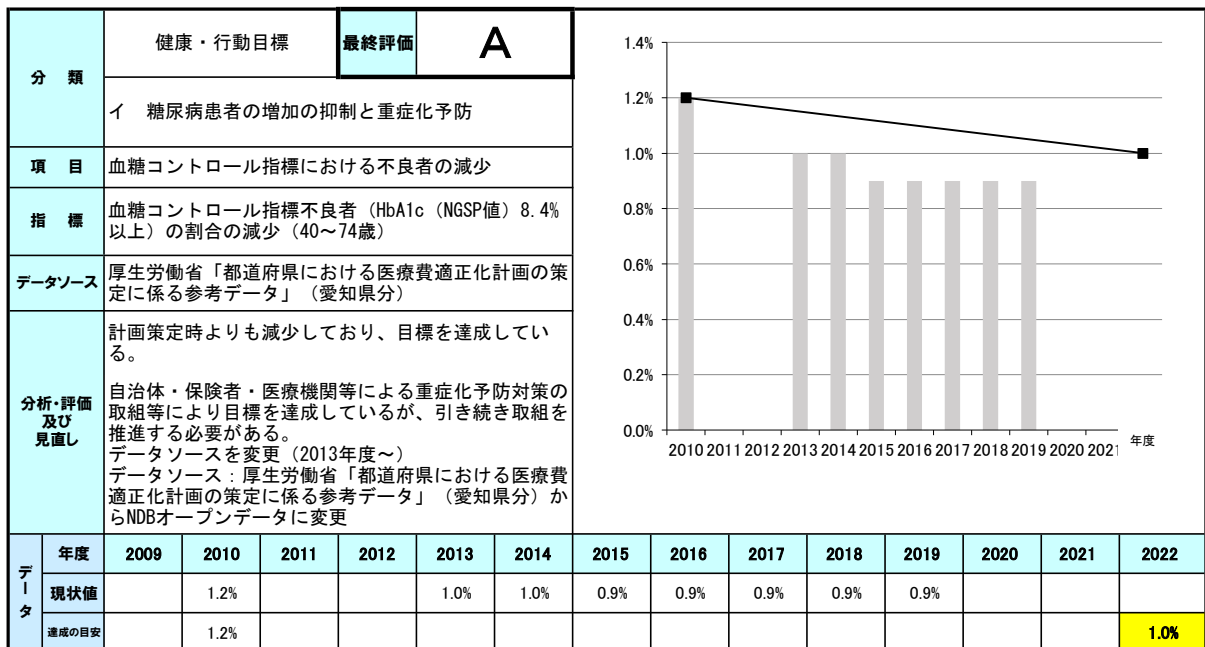 分 類
健康・行動目標
最終評価
A
イ 糖尿病患者の増加の抑制と重症化予防
項 目
血糖コントロール指標における不良者の減少
指 標
血糖コントロール指標不良者（HbA1c（NGSP値）8.4%
以上）の割合の減少（40～74歳）
データソース
厚生労働省「都道府県における医療費適正化計画の策
定に係る参考データ」（愛知県分）
分析・評価
及び
見直し
計画策定時よりも減少しており、目標を達成してい
る。
自治体・保険者・医療機関等による重症化予防対策の
取組等により目標を達成しているが、引き続き取組を
推進する必要がある。
データソースを変更（2013年度～）
データソース：厚生労働省「都道府県における医療費
適正化計画の策定に係る参考データ」（愛知県分）か
らNDBオープンデータに変更
1.4%
1.2%
1.0%
0.8%
0.6%
0.4%
0.2%
0.0%
2010 2011 2012 2013 2014 2015 2016 2017 2018 2019 2020 2021
年度
データ
年度 2009 2010 2011 2012 2013 2014 2015 2016 2017 2018 2019 2020 2021 2022
現状値 1.2% 1.0% 1.0% 0.9% 0.9% 0.9% 0.9% 0.9%
達成の目安 1.2% 1.0%